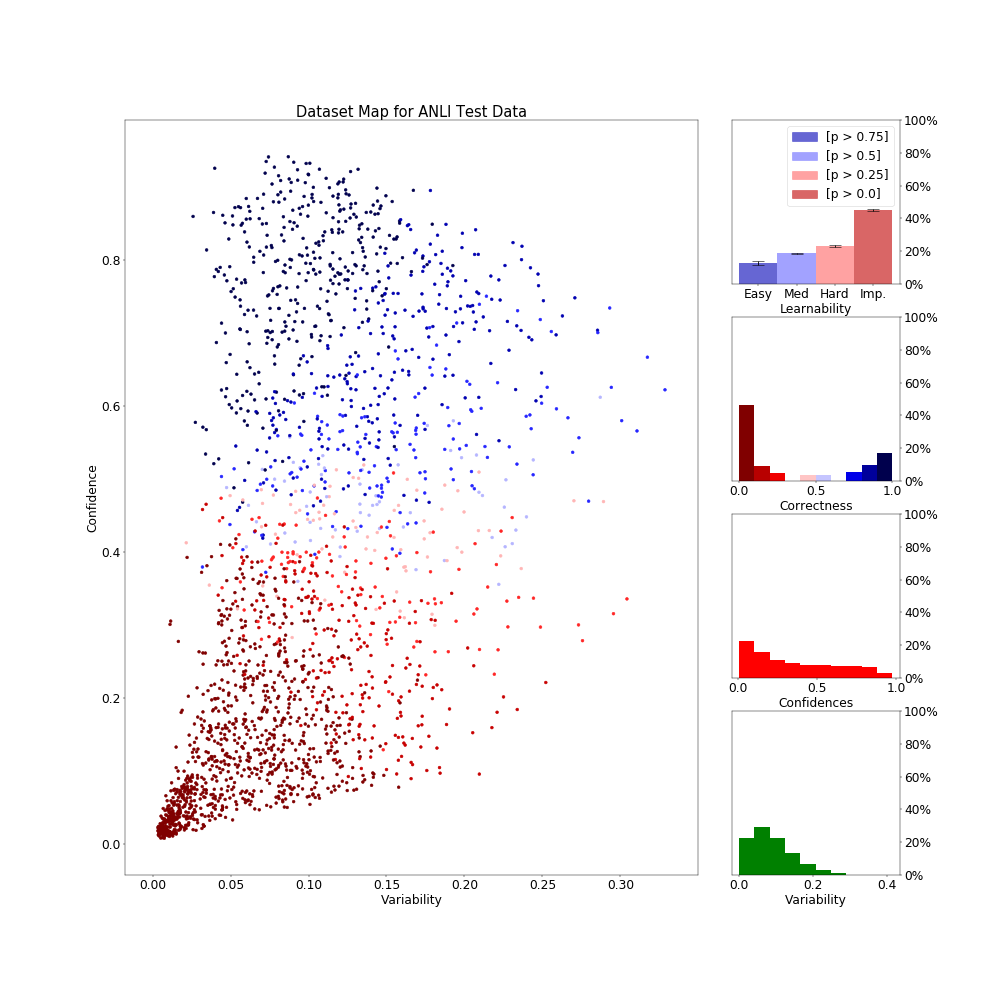 Dataset Map for ANLI Test Data
Confidence
0.8
0.6
0.4
0.2
0.0
0.00 0.05 0.10 0.15 0.20 0.25 0.30
Variability
[p > 0.75]
[p > 0.5]
[p > 0.25]
[p > 0.0]
100%
80%
60%
40%
20%
0%
Easy Med Hard Imp.
Learnability
100%
80%
60%
40%
20%
0%
0.0 0.5 1.0
Correctness
100%
80%
60%
40%
20%
0%
0.0 0.5 1.0
Confidences
100%
80%
60%
40%
20%
0%
0.0 0.2 0.4
Variability